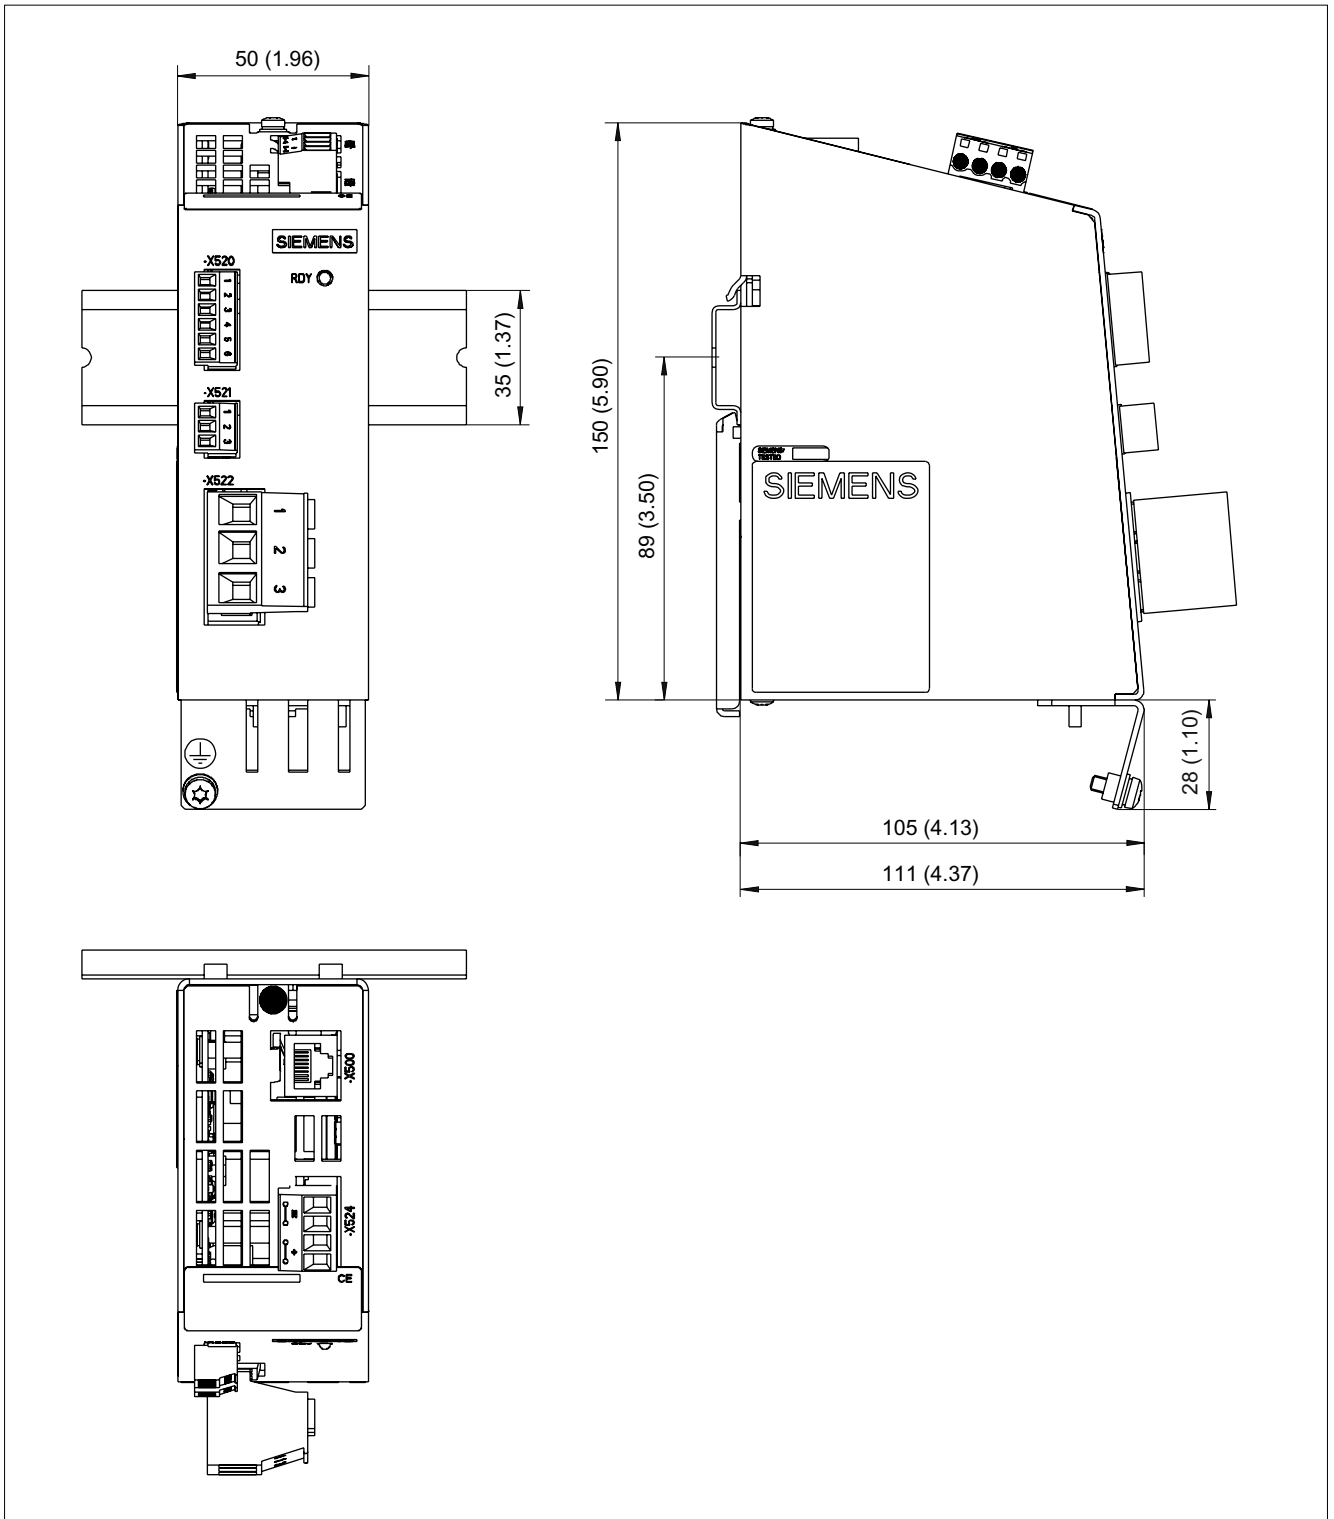 50 (1.96)
SIEMENS
-X520
RDY
1
2
3
4
5
6
35 (1.37)
-X521
1
2
3
-X522
1
2
3
150 (5.90)
89 (3.50)
SIEMENS
28 (1.10)
105 (4.13)
111 (4.37)
-X500
-X524
+
CE